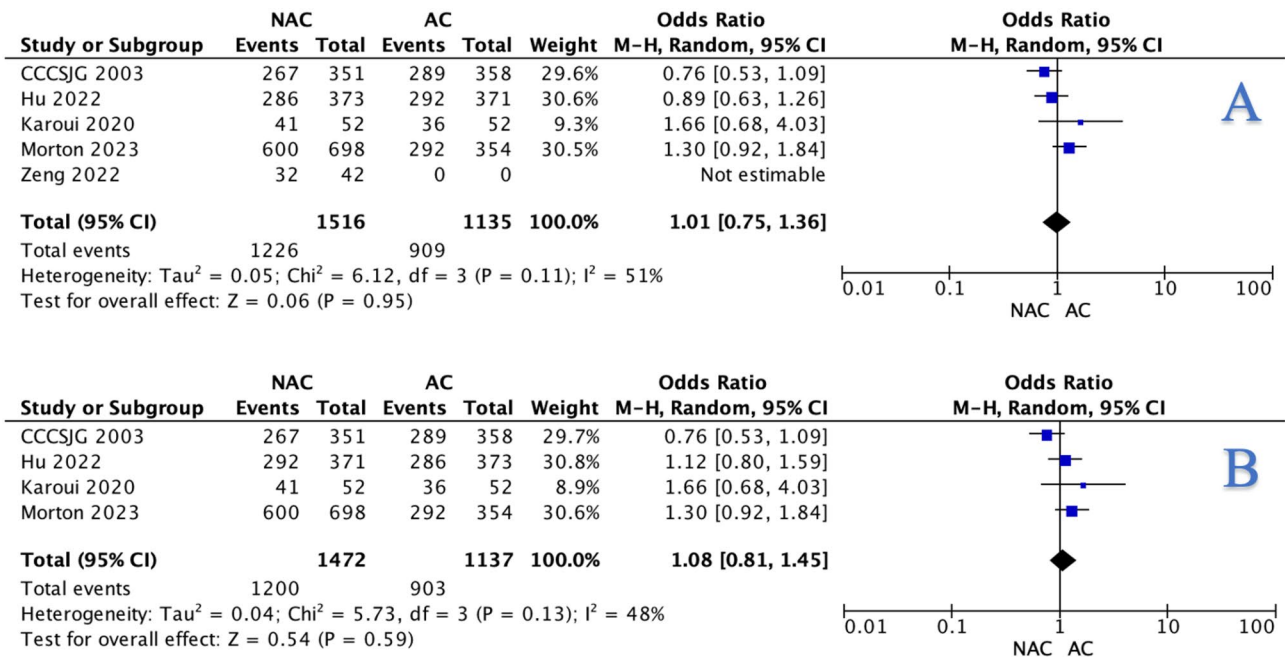 NAC AC Odds Ratio Odds Ratio
Study or Subgroup Events Total Events Total Weight M-H, Random, 95% CI M-H, Random, 95% CI
CCCSJG 2003 267 351 289 358 29.6% 0.76 [0.53, 1.09]
Hu 2022 286 373 292 371 30.6% 0.89 [0.63, 1.26]
Karoui 2020 41 52 36 52 9.3% 1.66 [0.68, 4.03]
Morton 2023 600 698 292 354 30.5% 1.30 [0.92, 1.84]
Zeng 2022 32 42 0 0 Not estimable
A
Total (95% CI) 1516 1135 100.0% 1.01 [0.75, 1.36]
Total events 1226 909
Heterogeneity: Tau² = 0.05; Chi² = 6.12, df = 3 (P = 0.11); I² = 51%
Test for overall effect: Z = 0.06 (P = 0.95)
0.01 0.1 1 10 100
NAC AC
NAC AC Odds Ratio Odds Ratio
Study or Subgroup Events Total Events Total Weight M-H, Random, 95% CI M-H, Random, 95% CI
CCCSJG 2003 267 351 289 358 29.7% 0.76 [0.53, 1.09]
Hu 2022 292 371 286 373 30.8% 1.12 [0.80, 1.59]
Karoui 2020 41 52 36 52 8.9% 1.66 [0.68, 4.03]
Morton 2023 600 698 292 354 30.6% 1.30 [0.92, 1.84]
B
Total (95% CI) 1472 1137 100.0% 1.08 [0.81, 1.45]
Total events 1200 903
Heterogeneity: Tau² = 0.04; Chi² = 5.73, df = 3 (P = 0.13); I² = 48%
Test for overall effect: Z = 0.54 (P = 0.59)
0.01 0.1 1 10 100
NAC AC